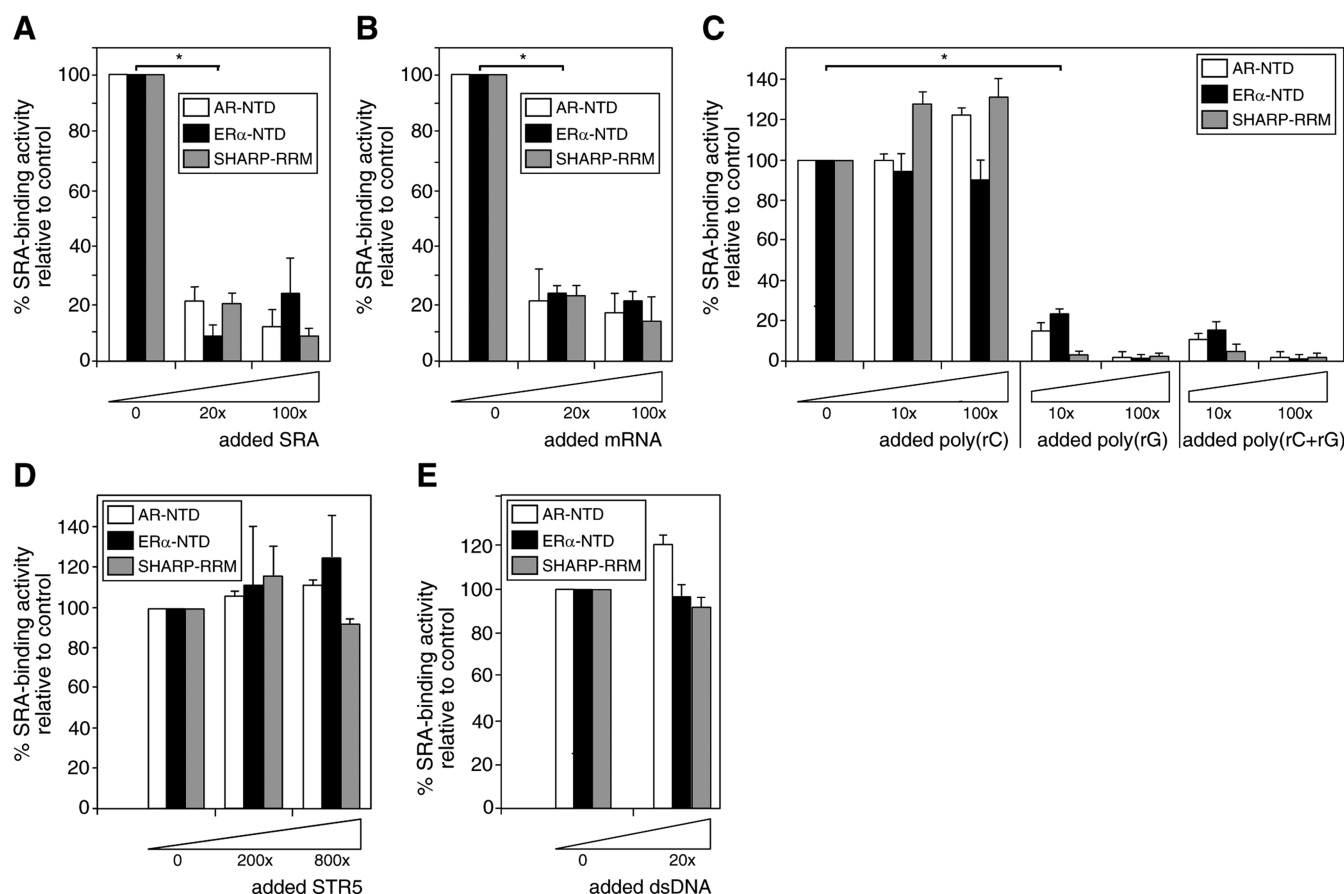 A
% SRA-binding activity
relative to control
100
80
60
40
20
0
*
AR-NTD
ERα-NTD
SHARP-RRM
0 20x 100x
added SRA
B
% SRA-binding activity
relative to control
100
80
60
40
20
0
*
AR-NTD
ERα-NTD
SHARP-RRM
0 20x 100x
added mRNA
C
% SRA-binding activity
relative to control
140
120
100
80
60
40
20
0
*
AR-NTD
ERα-NTD
SHARP-RRM
0 10x 100x 10x 100x 10x 100x
added poly(rC) added poly(rG) added poly(rC+rG)
D
% SRA-binding activity
relative to control
140
120
100
80
60
40
20
0
AR-NTD
ERα-NTD
SHARP-RRM
0 200x 800x
added STR5
E
% SRA-binding activity
relative to control
120
100
80
60
40
20
0
AR-NTD
ERα-NTD
SHARP-RRM
0 20x
added dsDNA